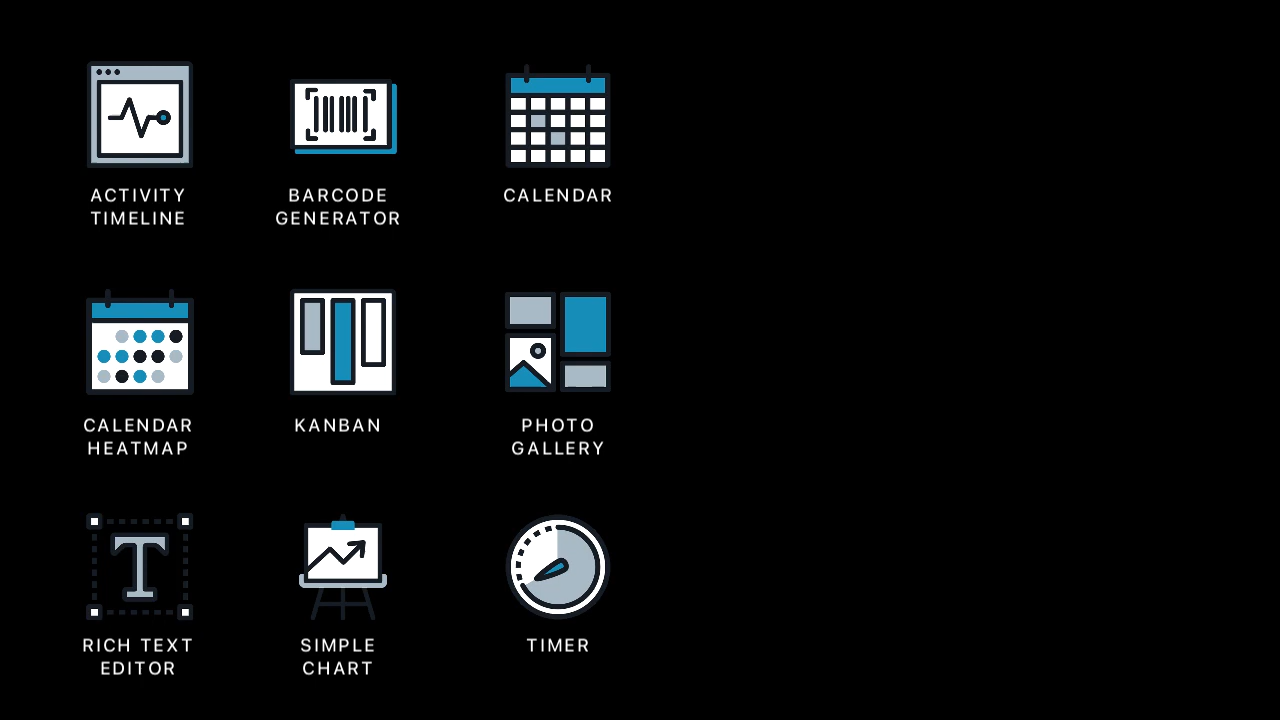 ACTIVITY
TIMELINE
BARCODE
GENERATOR
CALENDAR
CALENDAR
HEATMAP
KANBAN
PHOTO
GALLERY
T
RICH TEXT
EDITOR
SIMPLE
CHART
TIMER